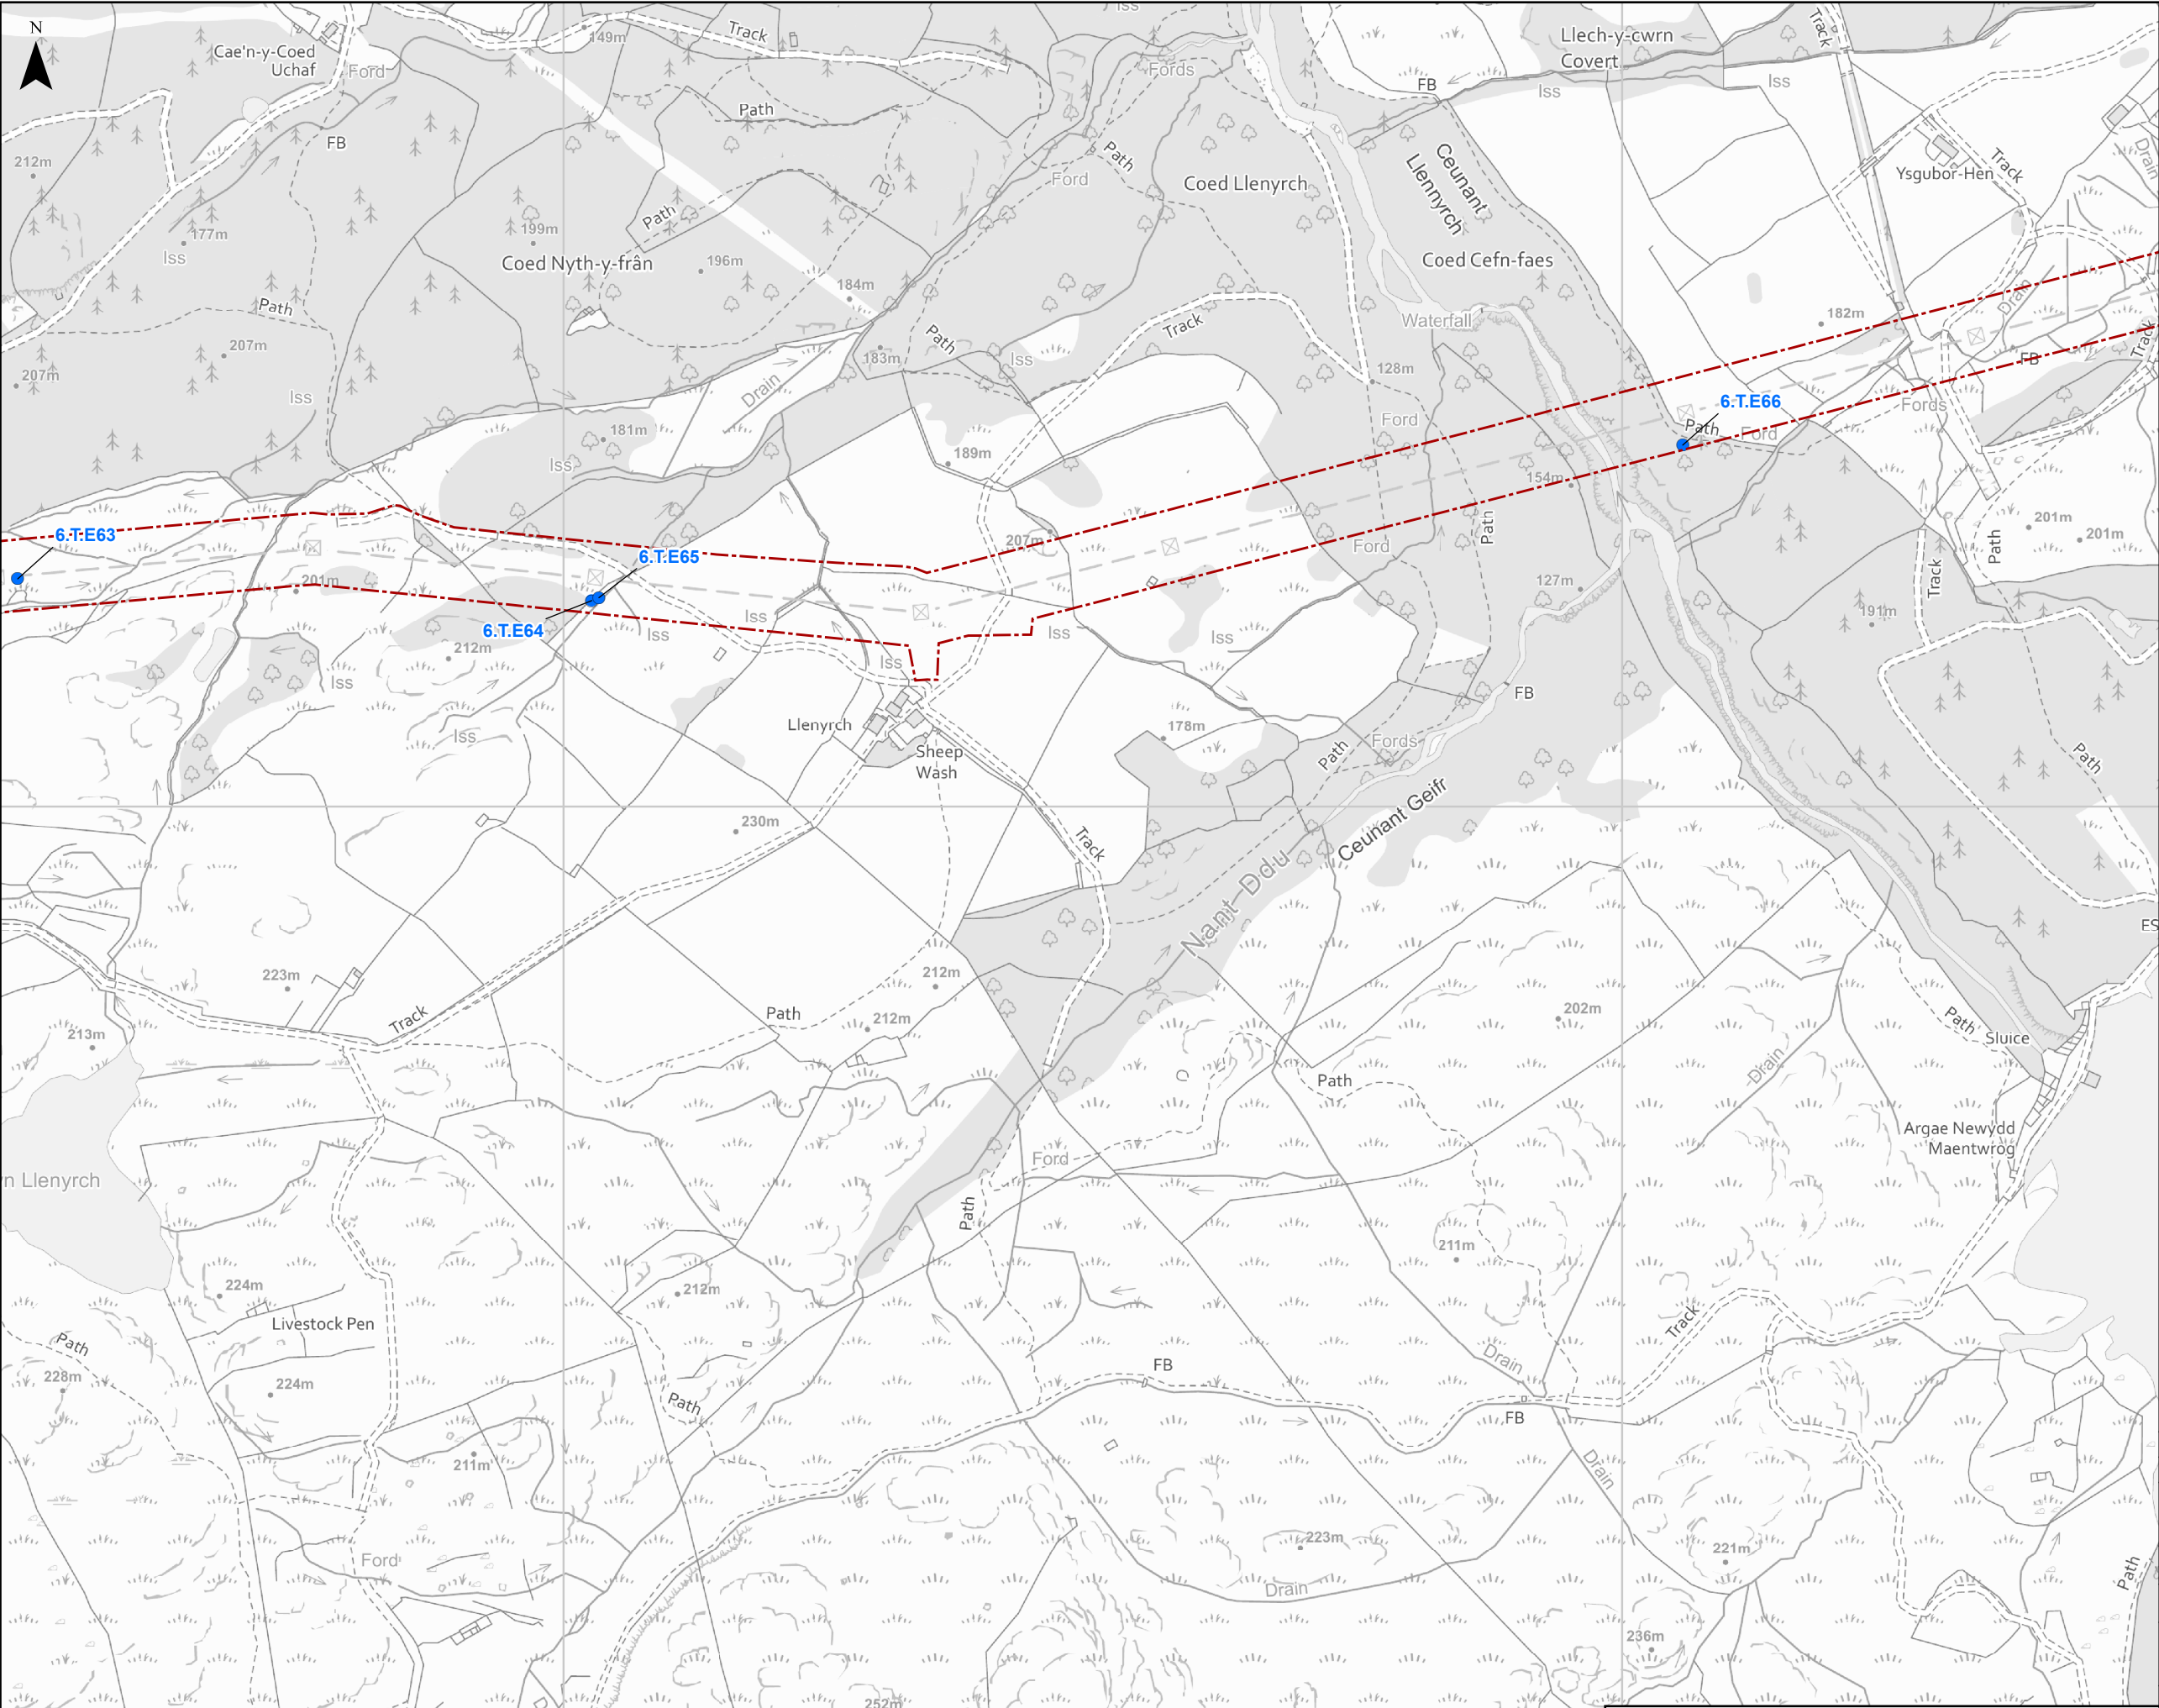 N
Cae'n-y-Coed
Uchaf
Ford
FB
149m
Track
Iss
Path
Fords
Path
Ford
Coed Llenyrch
Ceunant
Llennyrch
Coed Cefn-faes
FB
Llech-y-cwrn
Covert
Iss
Iss
Track
Ysgubor-Hen
Track
Drain
212m
177m
Iss
199m
Coed Nyth-y-frân
196m
Path
184m
Path
207m
207m
Iss
Drain
183m
Path
Iss
Track
Waterfall
128m
Ford
182m
Drain
FB
Track
6.T.E66
Path
Ford
Fords
181m
Iss
189m
154m
Path
6.T.E63
6.T.E65
207m
Ford
201m
201m
Path
Track
201m
6.T.E64
Iss
Iss
Iss
Iss
Iss
127m
191m
212m
Iss
Iss
Llenyrch
Sheep
Wash
178m
FB
Path
Fords
Ceunant Geifr
Path
230m
Track
Nant Ddu
ES
223m
Track
213m
212m
Path
212m
202m
Path
Sluice
Drain
Path
Argae Newydd
Maentwrog
n Llenyrch
Ford
Path
211m
224m
212m
Livestock Pen
Path
228m
224m
Path
FB
Drain
Track
FB
211m
Drain
Ford
223m
Drain
221m
Path
236m
252m